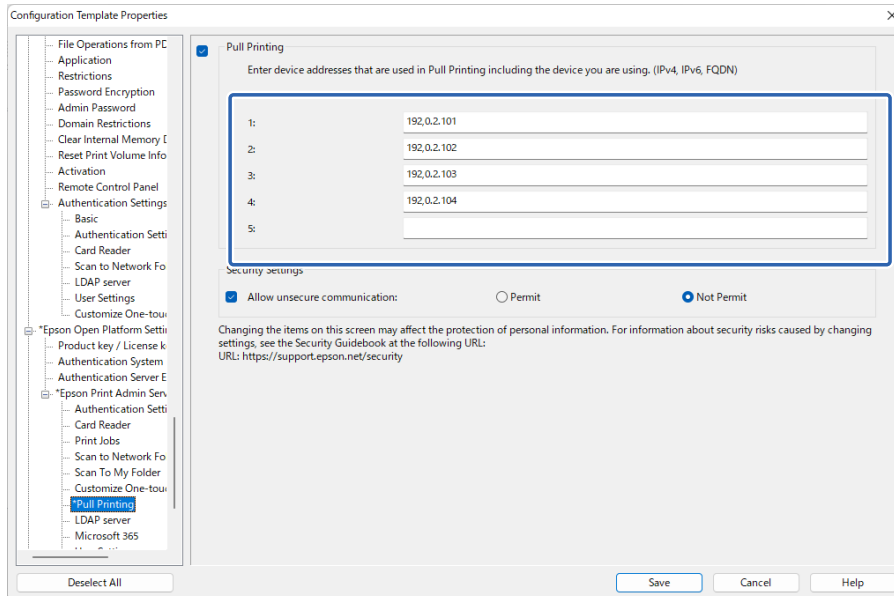 Configuration Template Properties
File Operations from PE
Application
Restrictions
Password Encryption
Admin Password
Domain Restrictions
Clear Internal Memory D
Reset Print Volume Info
Activation
Remote Control Panel
Authentication Settings
Basic
Authentication Setti
Card Reader
Scan to Network Fo
LDAP server
User Settings
Customize One-tou
*Epson Open Platform Settin
Product key / License k
Authentication System
Authentication Server E
*Epson Print Admin Serv
Authentication Setti
Card Reader
Print Jobs
Scan to Network Fo
Scan To My Folder
Customize One-tou
*Pull Printing
LDAP server
Microsoft 365
Deselect All
Pull Printing
Enter device addresses that are used in Pull Printing including the device you are using. (IPv4, IPv6, FQDN)
1: 192,0.2.101
2: 192,0.2.102
3: 192,0.2.103
4: 192,0.2.104
5:
Security Settings
Allow unsecure communication: Permit Not Permit
Changing the items on this screen may affect the protection of personal information. For information about security risks caused by changing
settings, see the Security Guidebook at the following URL:
URL: https://support.epson.net/security
Save Cancel Help